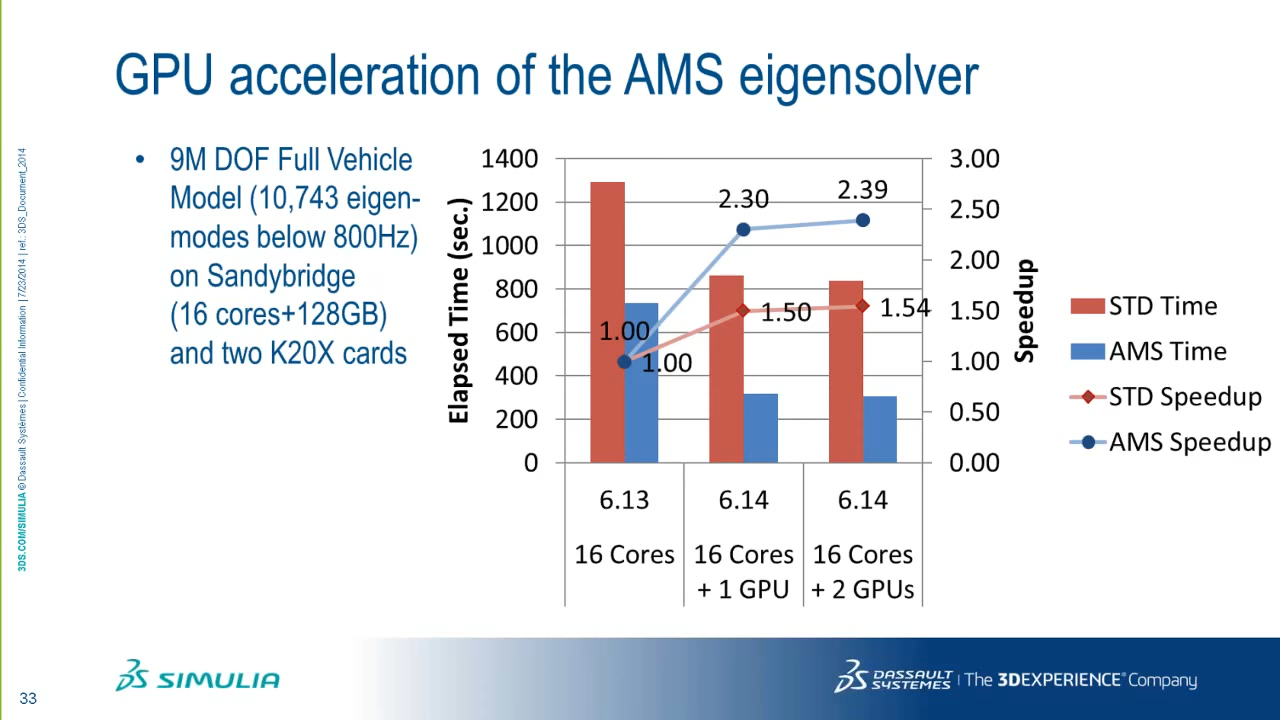 GPU acceleration of the AMS eigensolver
• 9M DOF Full Vehicle
Model (10,743 eigen-
modes below 800Hz)
on Sandybridge
(16 cores+128GB)
and two K20X cards
Elapsed Time (sec.)
1400
1200
1000
800
600
400
200
0
1.00
1.00
2.30
1.50
2.39
1.54
3.00
2.50
2.00
1.50
1.00
0.50
0.00
Speedup
6.13
6.14
6.14
16 Cores
16 Cores
+ 1 GPU
16 Cores
+ 2 GPUs
STD Time
AMS Time
STD Speedup
AMS Speedup
3DS.COM/SIMULIA © Dassault Systèmes | Confidential Information | 7/23/2014 | ref.: 3DS_Document_2014
33
SIMULIA
DASSAULT
SYSTEMES
The 3DEXPERIENCE® Company